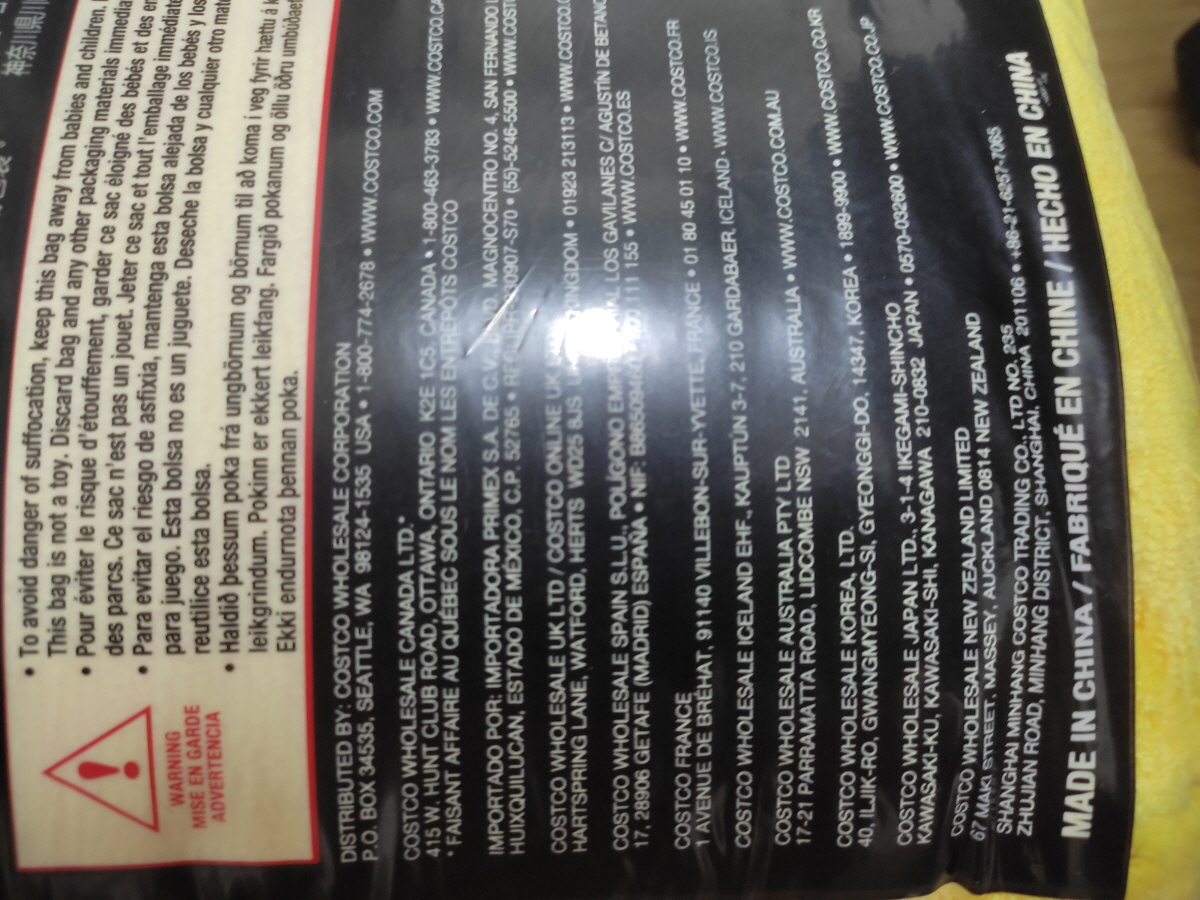 神奈川県川
• To avoid danger of suffocation, keep this bag away from babies and children.
This bag is not a toy. Discard bag and any other packaging materials immedia
• Pour éviter le risque d'étouffement, garder ce sac éloigné des bébés et des en
des parcs. Ce sac n'est pas un jouet. Jeter ce sac et tout l'emballage immédiate
• Para evitar el riesgo de asfixia, mantenga esta bolsa alejada de los bebés y los
para juego. Esta bolsa no es un juguete. Deseche la bolsa y cualquier otro mate
reutilice esta bolsa.
• Haldið þessum poka frá ungbörnum og börnum til að koma í veg fyrir hættu á k
leikgrindum. Pokinn er ekkert leikfang. Fargið pokanum og öllu öðru umbúðaef
Ekki endurnota þennan poka.
WARNING
MISE EN GARDE
ADVERTENCIA
DISTRIBUTED BY: COSTCO WHOLESALE CORPORATION
P.O. BOX 34535, SEATTLE, WA 98124-1535 USA • 1-800-774-2678 • WWW.COSTCO.COM
COSTCO WHOLESALE CANADA LTD.*
415 W. HUNT CLUB ROAD, OTTAWA, ONTARIO K2E 1C5, CANADA • 1-800-463-3783 • WWW.COSTCO.CA
* FAISANT AFFAIRE AU QUÉBEC SOUS LE NOM LES ENTREPÔTS COSTCO
IMPORTADO POR: IMPORTADORA PRIMEX S.A. DE C.V. MAGNOCENTRO NO. 4, SAN FERNANDO L
HUIXQUILUCAN, ESTADO DE MÉXICO, C.P. 52765 • (55)-5246-5500 • WWW.COST
COSTCO WHOLESALE UK LTD / COSTCO ONLINE UK
HARTSPRING LANE, WATFORD, HERTS WD25 8JS • 01923 213113 • WWW.COSTCO.C
COSTCO WHOLESALE SPAIN S.L.U., POLÍGONO LOS GAVILANES C/ AGUSTÍN DE BETANC
17, 28906 GETAFE (MADRID) ESPAÑA • NIF: 111 155 • WWW.COSTCO.ES
COSTCO FRANCE
1 AVENUE DE BRÉHAT, 91140 VILLEBON-SUR-YVETTE, FRANCE • 01 80 45 01 10 • WWW.COSTCO.FR
COSTCO WHOLESALE ICELAND EHF., KAUPTÚN 3-7, 210 GARDABAER, ICELAND • WWW.COSTCO.IS
COSTCO WHOLESALE AUSTRALIA PTY LTD
17-21 PARRAMATTA ROAD, LIDCOMBE NSW 2141, AUSTRALIA • WWW.COSTCO.COM.AU
COSTCO WHOLESALE KOREA, LTD.
40, ILJIK-RO, GWANGMYEONG-SI, GYEONGGI-DO, 14347, KOREA • 1899-9900 • WWW.COSTCO.CO.KR
COSTCO WHOLESALE JAPAN LTD., 3-1-4 IKEGAMI-SHINCHO
KAWASAKI-KU, KAWASAKI-SHI, KANAGAWA 210-0832 JAPAN • 0570-032600 • WWW.COSTCO.CO.JP
COSTCO WHOLESALE NEW ZEALAND LIMITED
67 MAKI STREET, MASSEY, AUCKLAND 0814 NEW ZEALAND
SHANGHAI MINHANG COSTCO TRADING CO., LTD NO. 235
ZHUJIAN ROAD, MINHANG DISTRICT, SHANGHAI, CHINA 201106 • +86-21-6257-7065
MADE IN CHINA / FABRIQUÉ EN CHINE / HECHO EN CHINA